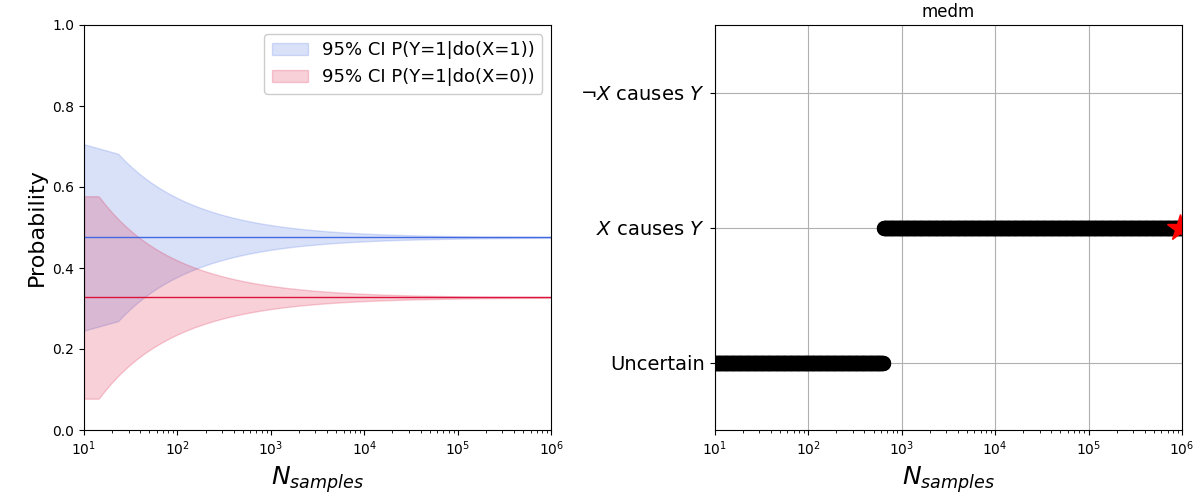 1.0
0.8
0.6
0.4
0.2
0.0
Probability
95% CI P(Y=1|do(X=1))
95% CI P(Y=1|do(X=0))
10¹ 10² 10³ 10⁴ 10⁵ 10⁶
N_samples
medm
¬X causes Y
X causes Y
Uncertain
10¹ 10² 10³ 10⁴ 10⁵ 10⁶
N_samples